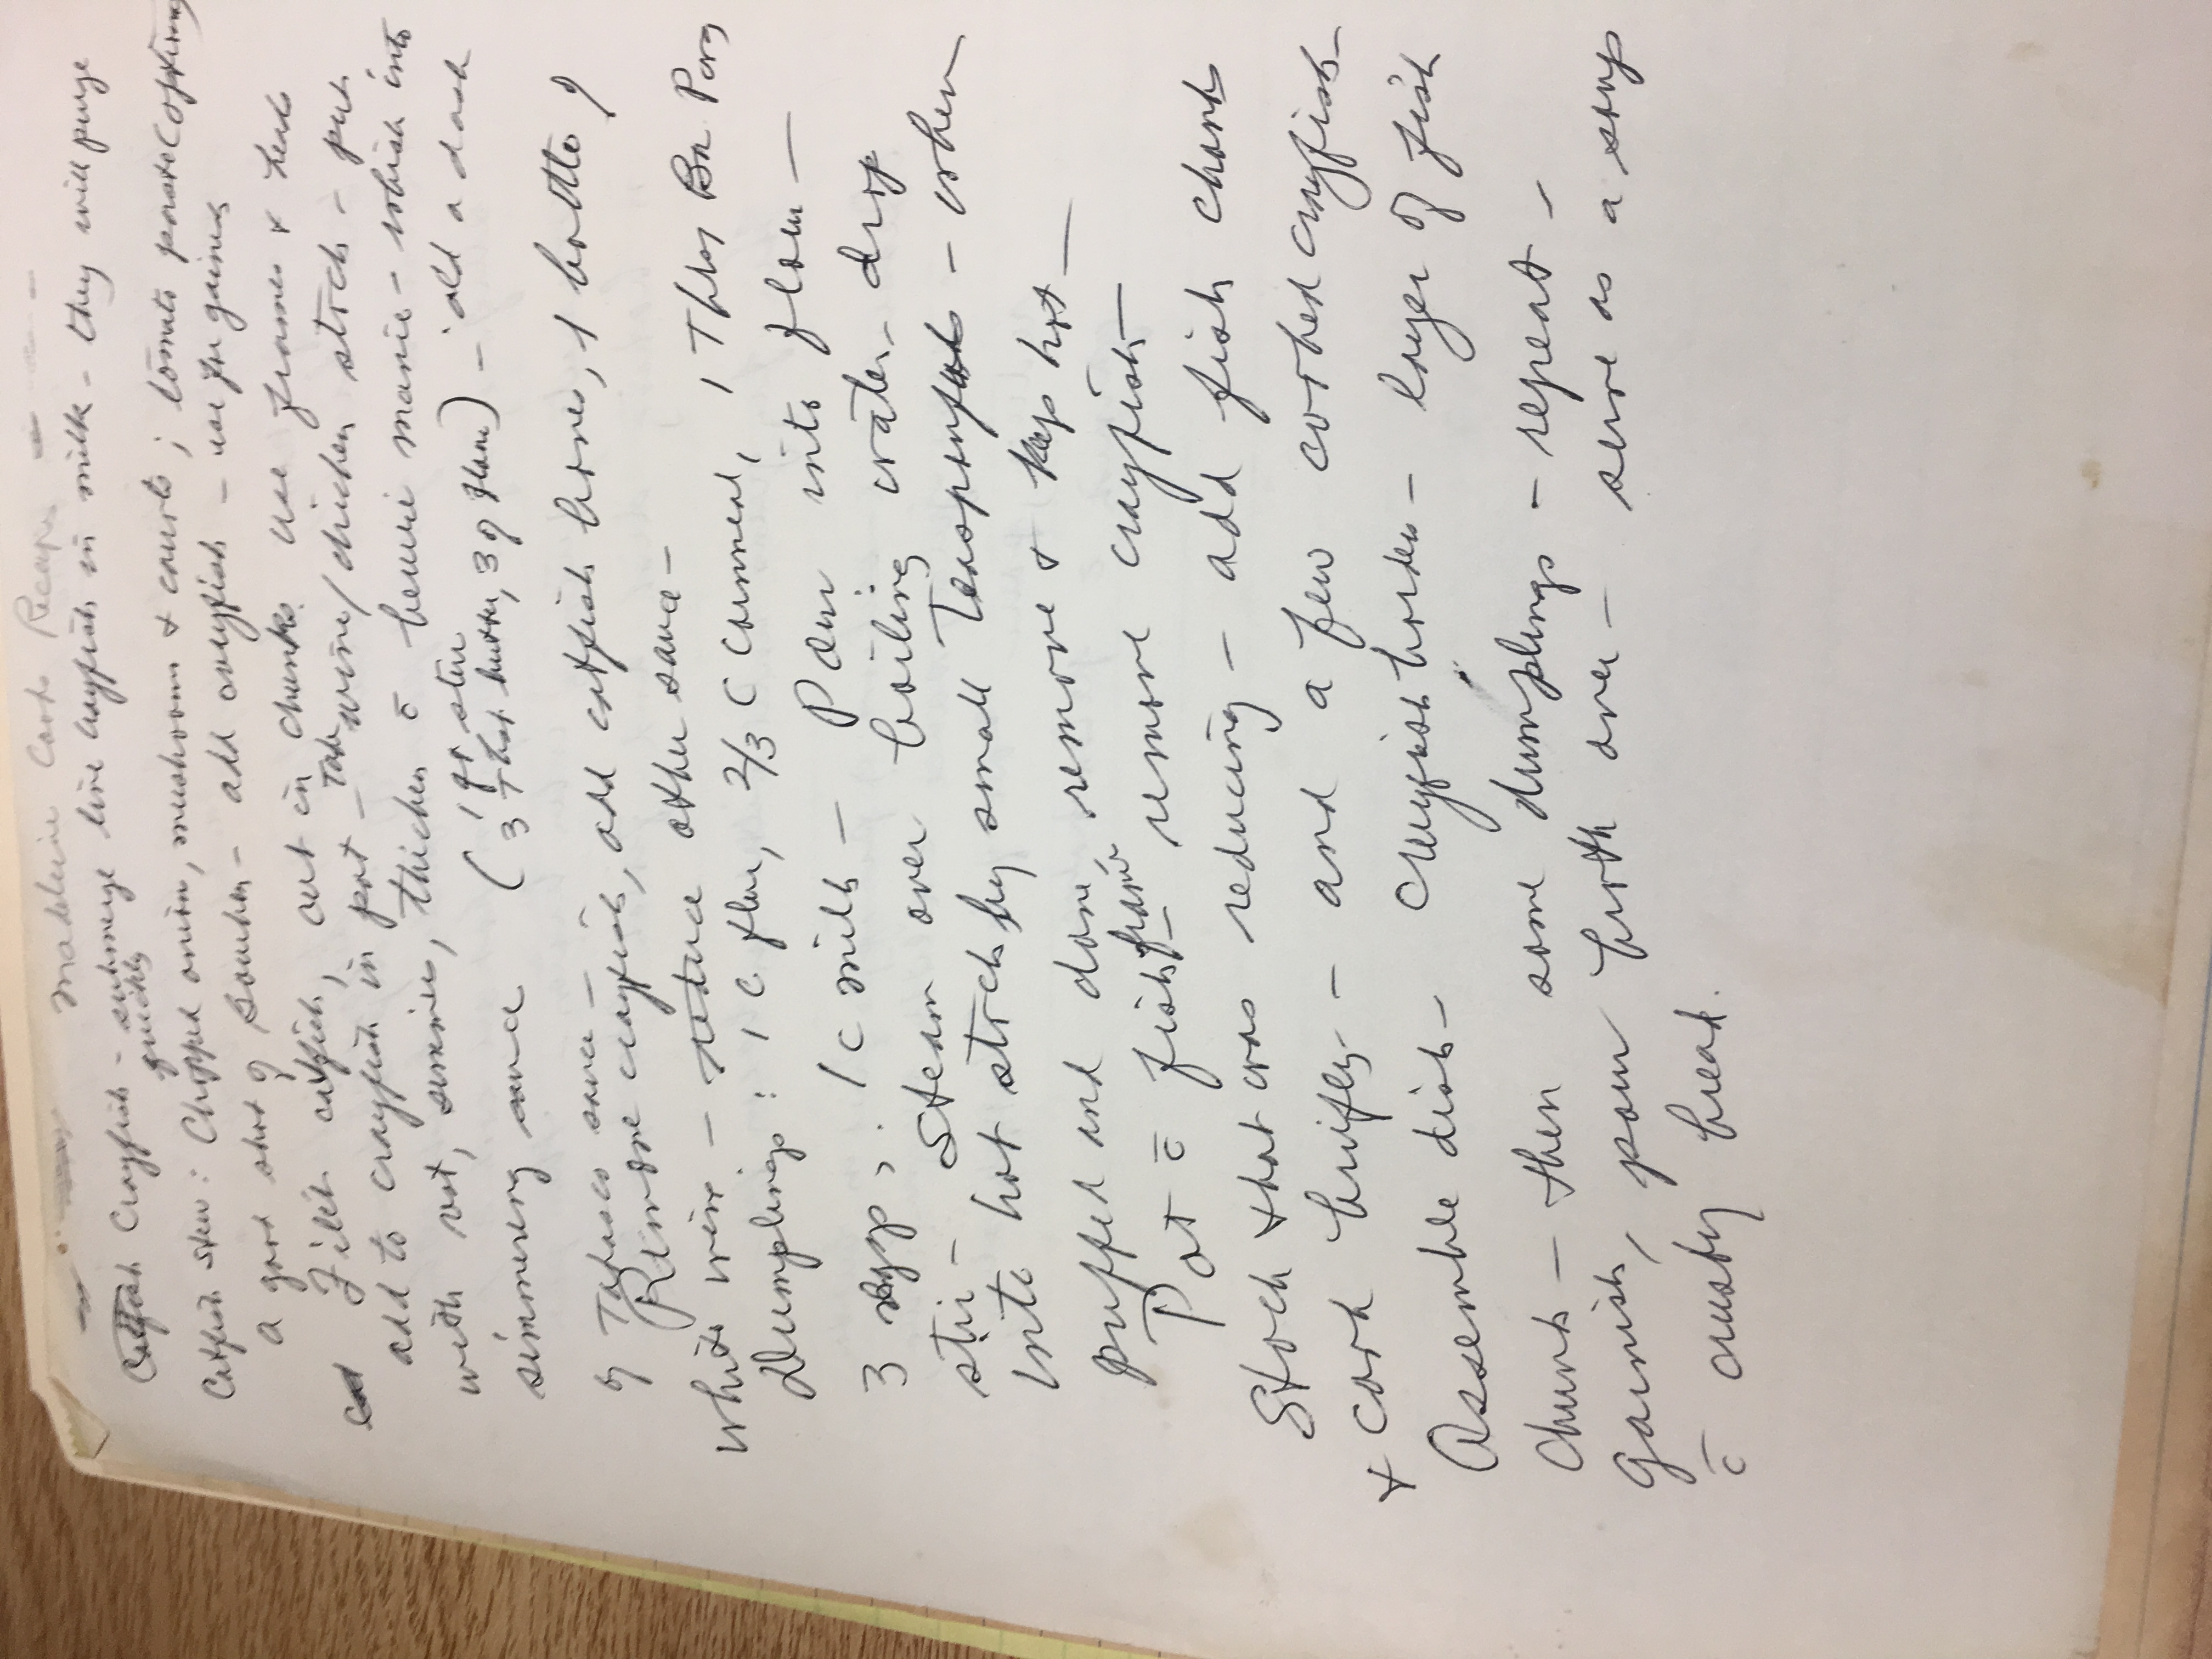 Madeleine Cooks Recape
Catfish Crayfish - submerge live crayfish in milk - they will purge
quickly
Catfish stew: Chopped onion, mushrooms & carrots; tomato paste (optional)
a good shot of Bourbon - add crayfish - use for garnish
Cat Filet catfish, cut in chunks. use frames & heads
add to crayfish in pot - wine/chicken stock - put
with rest, simmer, thicken c̄ beurre manie - whisk into
1 qt stew
simmering sauce (3 Tbsp. butter, 3 of flour) - add a dash
of Tabasco sauce -
Remove crayfish, add catfish bones, 1 bottle of
white wine - reduce other sauce -
Dumplings: 1 C flour, 2/3 C cornmeal, 1 Tbsp
3 eggs, 1 c milk - Pour into flour -
stir - Steam over boiling water - drop
into hot stock by small Teaspoonfuls - when
puffed and done, remove & keep hot -
Pot c̄ fish frame - remove crayfish -
Stock that was reducing - add fish chunks
& cook briefly - and a few cooked crayfish -
Assemble dish - Crayfish border - layer of fish
chunks - then some dumplings - repeat -
Garnish, pour broth over - serve as a soup
c̄ crusty bread.